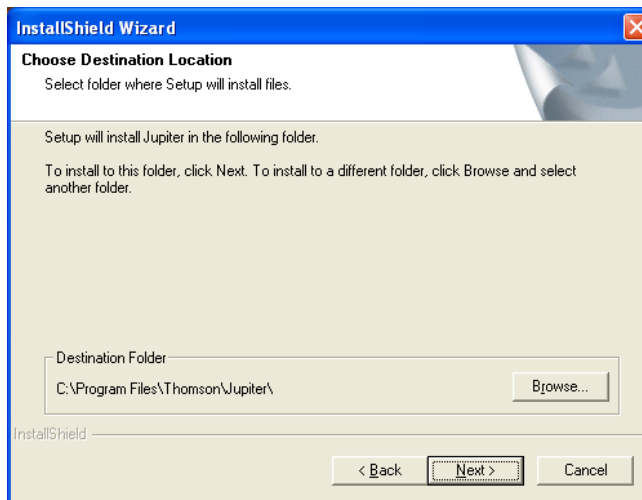 InstallShield Wizard
Choose Destination Location
Select folder where Setup will install files.
Setup will install Jupiter in the following folder.
To install to this folder, click Next. To install to a different folder, click Browse and select
another folder.
Destination Folder
C:\Program Files\Thomson\Jupiter\
Browse...
InstallShield
< Back
Next >
Cancel